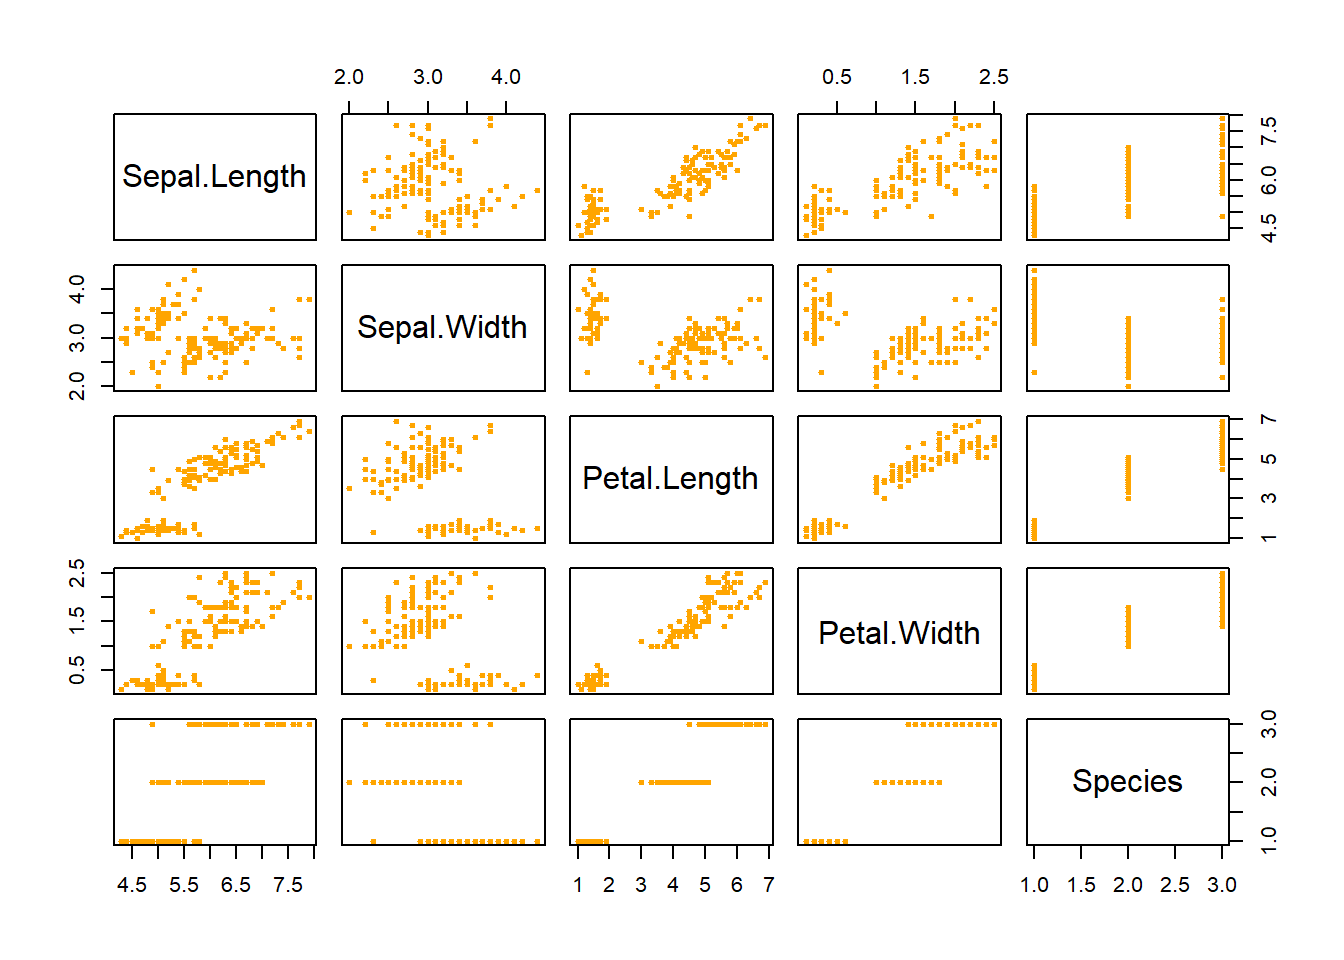 2.0 3.0 4.0 0.5 1.5 2.5
Sepal.Length 4.5 6.0 7.5
2.0 3.0 4.0 Sepal.Width
Petal.Length 1 3 5 7
0.5 1.5 2.5 Petal.Width
Species 1.0 2.0 3.0
4.5 5.5 6.5 7.5 1 2 3 4 5 6 7 1.0 1.5 2.0 2.5 3.0